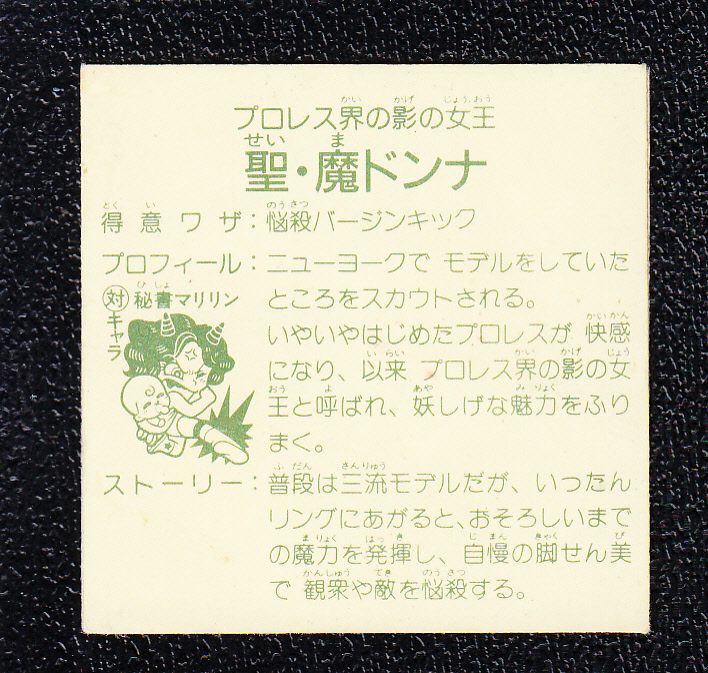 プロレス界の影の女王
聖・魔ドンナ
得意ワザ：悩殺バージンキック
プロフィール：ニューヨークで モデルをしていた
ところをスカウトされる。
いやいやはじめたプロレスが 快感
になり、以来 プロレス界の影の女
王と呼ばれ、妖しげな魅力をふり
まく。
対キャラ 秘書マリリン
ストーリー：普段は三流モデルだが、いったん
リングにあがると、おそろしいまで
の魔力を発揮し、自慢の脚せん美
で 観衆や敵を悩殺する。